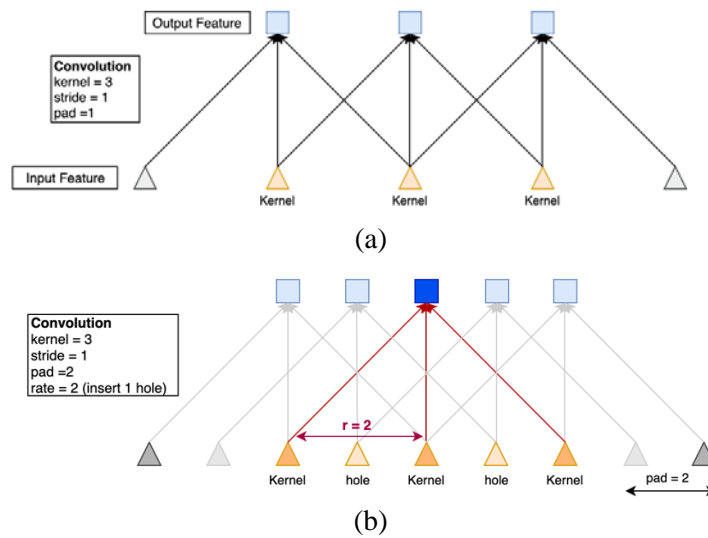 Output Feature
Convolution
kernel = 3
stride = 1
pad =1
Input Feature
Kernel
Kernel
Kernel
(a)
Convolution
kernel = 3
stride = 1
pad =2
rate = 2 (insert 1 hole)
r = 2
Kernel
hole
Kernel
hole
Kernel
pad = 2
(b)